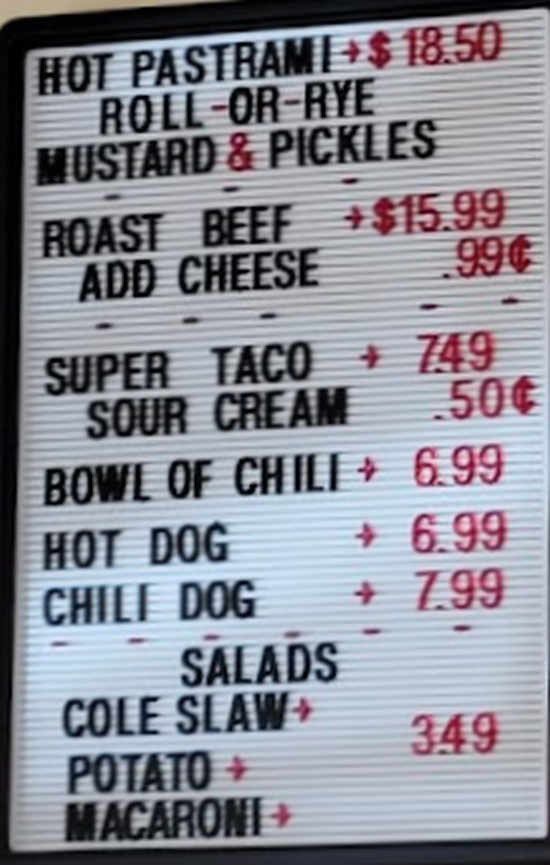 HOT PASTRAMI→$18.50
ROLL-OR-RYE
MUSTARD & PICKLES
- - -
ROAST BEEF →$15.99
ADD CHEESE .99¢
- - - - -
SUPER TACO → 7.49
SOUR CREAM .50¢
BOWL OF CHILI→ 6.99
HOT DOG → 6.99
CHILI DOG → 7.99
- - - - - -
SALADS
COLE SLAW→
3.49
POTATO→
MACARONI→